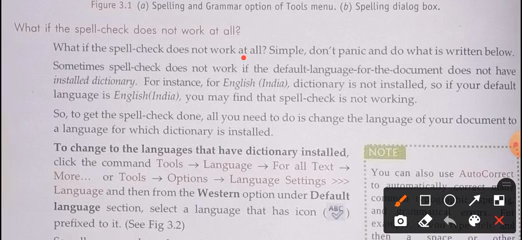 Figure 3.1 (a) Spelling and Grammar option of Tools menu. (b) Spelling dialog box.
What if the spell-check does not work at all?
What if the spell-check does not work at all? Simple, don't panic and do what is written below.
Sometimes spell-check does not work if the default-language-for-the-document does not have
installed dictionary. For instance, for English (India), dictionary is not installed, so if your default
language is English(India), you may find that spell-check is not working.
So, to get the spell-check done, all you need to do is change the language of your document to
a language for which dictionary is installed.
To change to the languages that have dictionary installed,
click the command Tools → Language → For all Text →
More... or Tools → Options → Language Settings >>>
Language and then from the Western option under Default
language section, select a language that has icon (ABC)
prefixed to it. (See Fig 3.2)
NOTE
You can also use AutoCorrect
to automatically correct
then a space or other